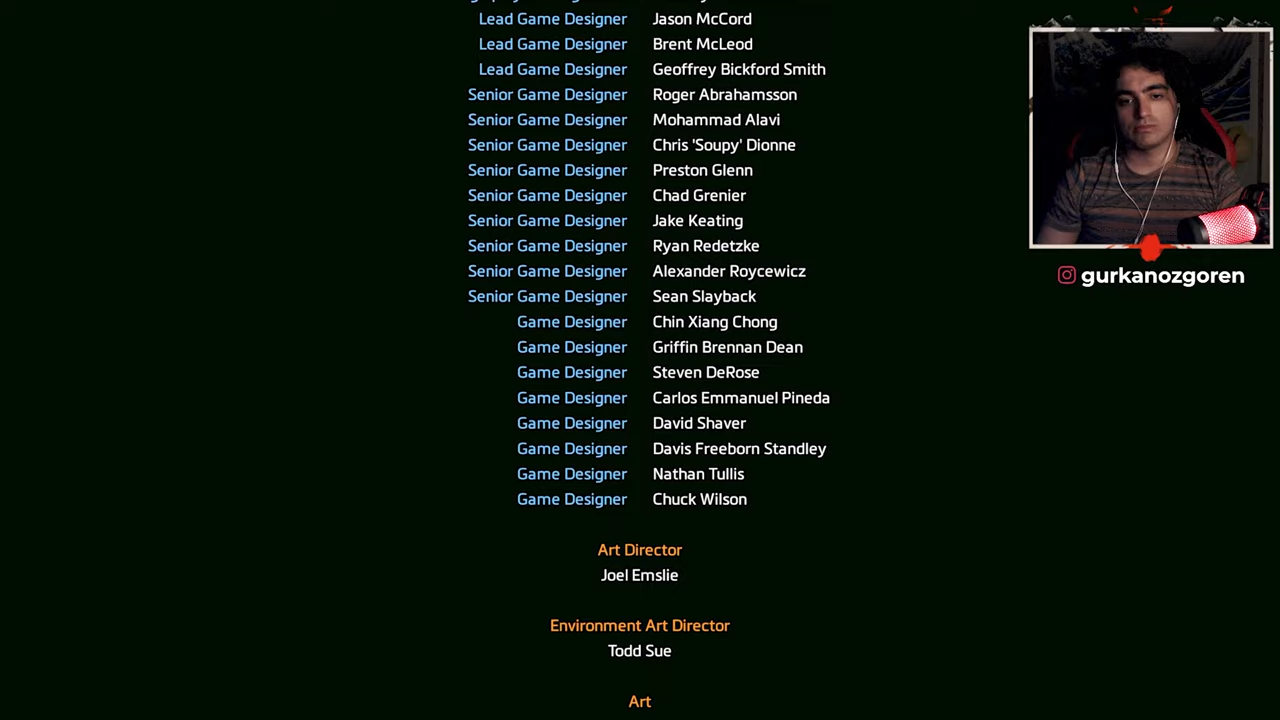 Lead Game Designer Jason McCord
Lead Game Designer Brent McLeod
Lead Game Designer Geoffrey Bickford Smith
Senior Game Designer Roger Abrahamsson
Senior Game Designer Mohammad Alavi
Senior Game Designer Chris 'Soupy' Dionne
Senior Game Designer Preston Glenn
Senior Game Designer Chad Grenier
Senior Game Designer Jake Keating
Senior Game Designer Ryan Redetzke
Senior Game Designer Alexander Roycewicz
Senior Game Designer Sean Slayback
Game Designer Chin Xiang Chong
Game Designer Griffin Brennan Dean
Game Designer Steven DeRose
Game Designer Carlos Emmanuel Pineda
Game Designer David Shaver
Game Designer Davis Freeborn Standley
Game Designer Nathan Tullis
Game Designer Chuck Wilson
Art Director
Joel Emslie
Environment Art Director
Todd Sue
Art
gurkanozgoren